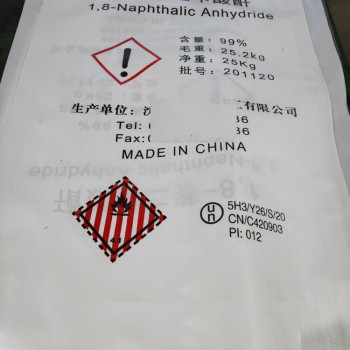 1,8-Naphthalic Anhydride
含量: 99%
毛重: 25.2kg
净重: 25Kg
批号: 201120
生产单位: 有限公司
Tel: 36
Fax: 36
MADE IN CHINA
un
5H3/Y26/S/20
CN/C420903
PI: 012